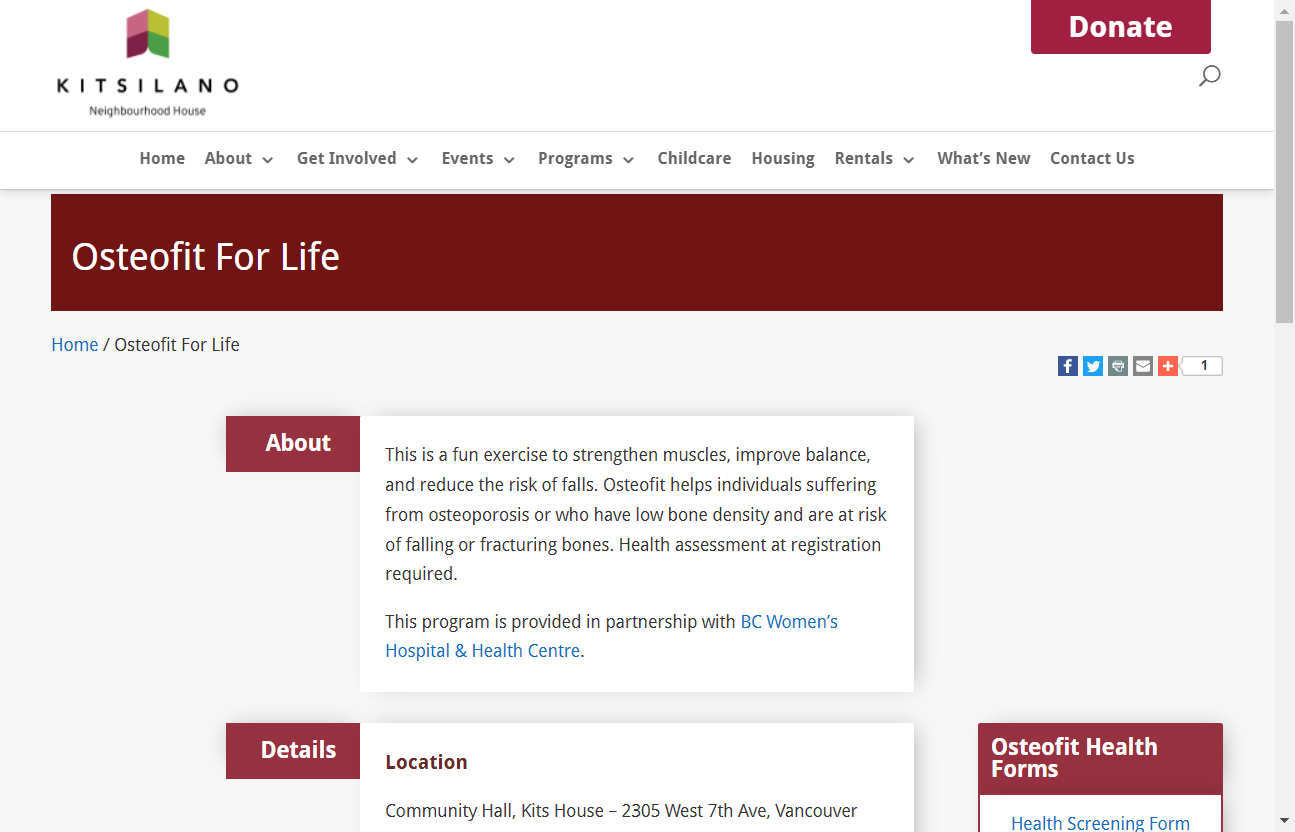 Donate
KITSILANO
Neighbourhood House
Home About Get Involved Events Programs Childcare Housing Rentals What’s New Contact Us
Osteofit For Life
Home / Osteofit For Life
1
About
This is a fun exercise to strengthen muscles, improve balance,
and reduce the risk of falls. Osteofit helps individuals suffering
from osteoporosis or who have low bone density and are at risk
of falling or fracturing bones. Health assessment at registration
required.
This program is provided in partnership with BC Women’s
Hospital & Health Centre.
Details
Location
Community Hall, Kits House – 2305 West 7th Ave, Vancouver
Osteofit Health
Forms
Health Screening Form